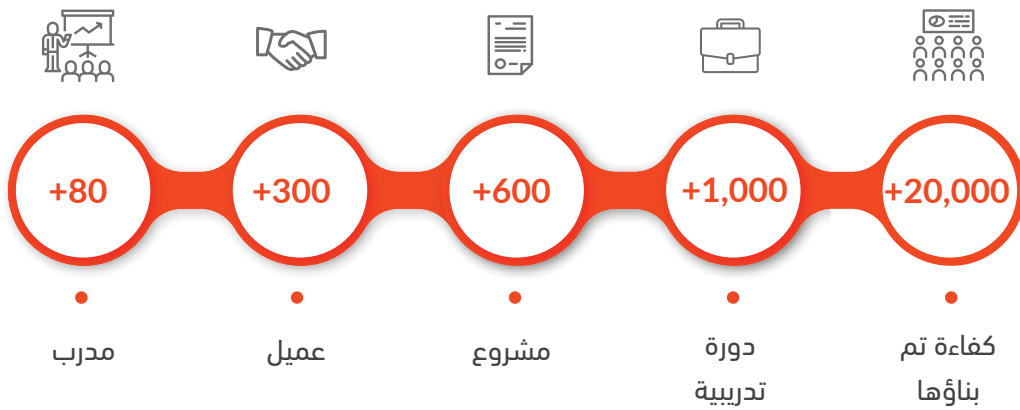 +20,000
كفاءة تم
بناؤها
+1,000
دورة
تدريبية
+600
مشروع
+300
عميل
+80
مدرب